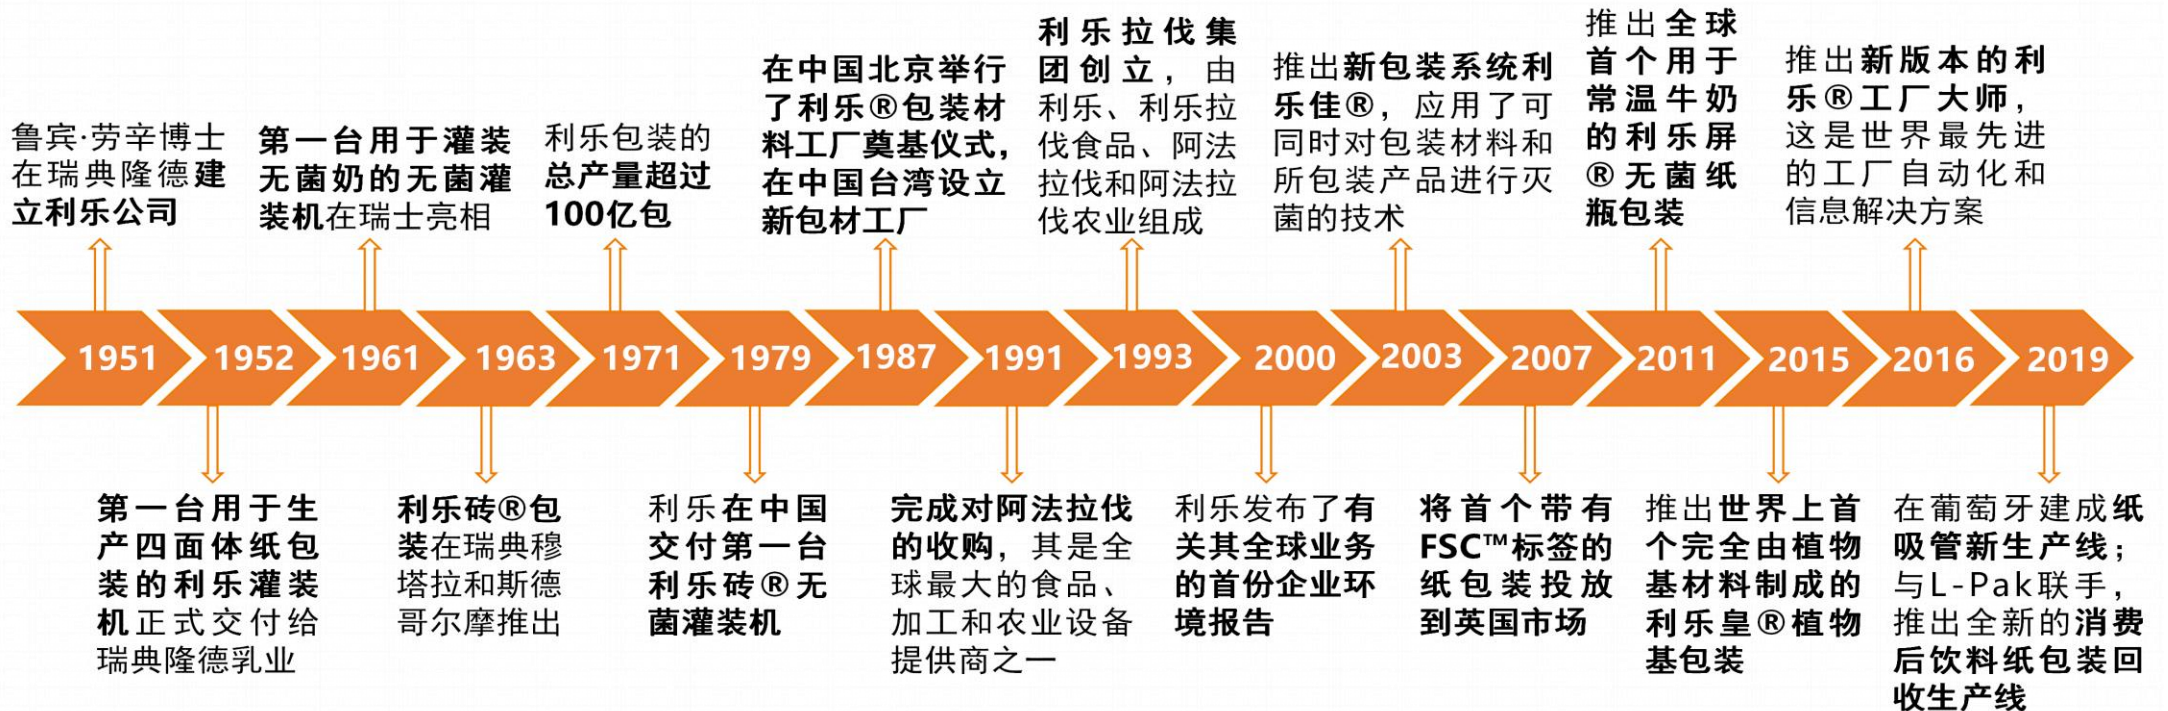 鲁宾·劳辛博士
在瑞典隆德建
立利乐公司
第一台用于灌装
无菌奶的无菌灌
装机在瑞士亮相
利乐包装的
总产量超过
100亿包
在中国北京举行
了利乐®包装材
料工厂奠基仪式，
在中国台湾设立
新包材工厂
利乐拉伐集
团创立，由
利乐、利乐拉
伐食品、阿法
拉伐和阿法拉
伐农业组成
推出新包装系统利
乐佳®，应用了可
同时对包装材料和
所包装产品进行灭
菌的技术
推出全球
首个用于
常温牛奶
的利乐屏
®无菌纸
瓶包装
推出新版本的利
乐®工厂大师，
这是世界最先进
的工厂自动化和
信息解决方案
1951 1952 1961 1963 1971 1979 1987 1991 1993 2000 2003 2007 2011 2015 2016 2019
第一台用于生
产四面体纸包
装的利乐灌装
机正式交付给
瑞典隆德乳业
利乐砖®包
装在瑞典穆
塔拉和斯德
哥尔摩推出
利乐在中国
交付第一台
利乐砖®无
菌灌装机
完成对阿法拉伐
的收购，其是全
球最大的食品、
加工和农业设备
提供商之一
利乐发布了有
关其全球业务
的首份企业环
境报告
将首个带有
FSC™标签的
纸包装投放
到英国市场
推出世界上首
个完全由植物
基材料制成的
利乐皇®植物
基包装
在葡萄牙建成纸
吸管新生产线；
与L-Pak联手，
推出全新的消费
后饮料纸包装回
收生产线